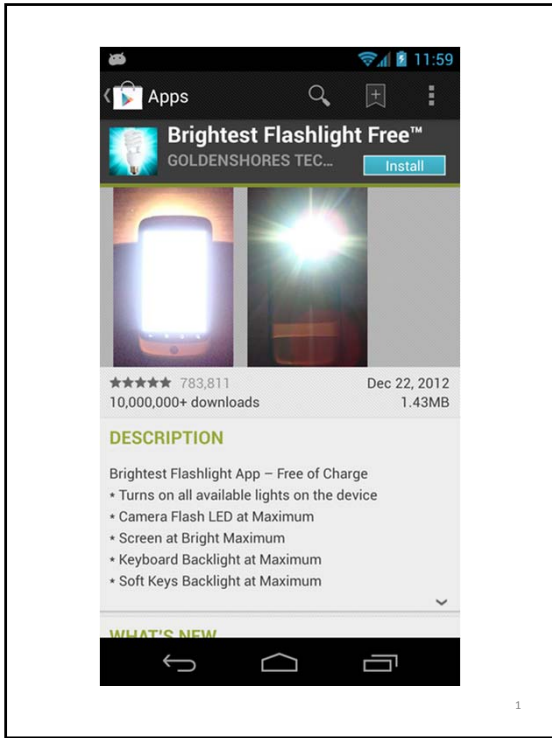 11:59
Apps
Brightest Flashlight Free™
GOLDENSHORES TEC...
Install
783,811
Dec 22, 2012
10,000,000+ downloads
1.43MB
DESCRIPTION
Brightest Flashlight App – Free of Charge
* Turns on all available lights on the device
* Camera Flash LED at Maximum
* Screen at Bright Maximum
* Keyboard Backlight at Maximum
* Soft Keys Backlight at Maximum
WHAT'S NEW
1